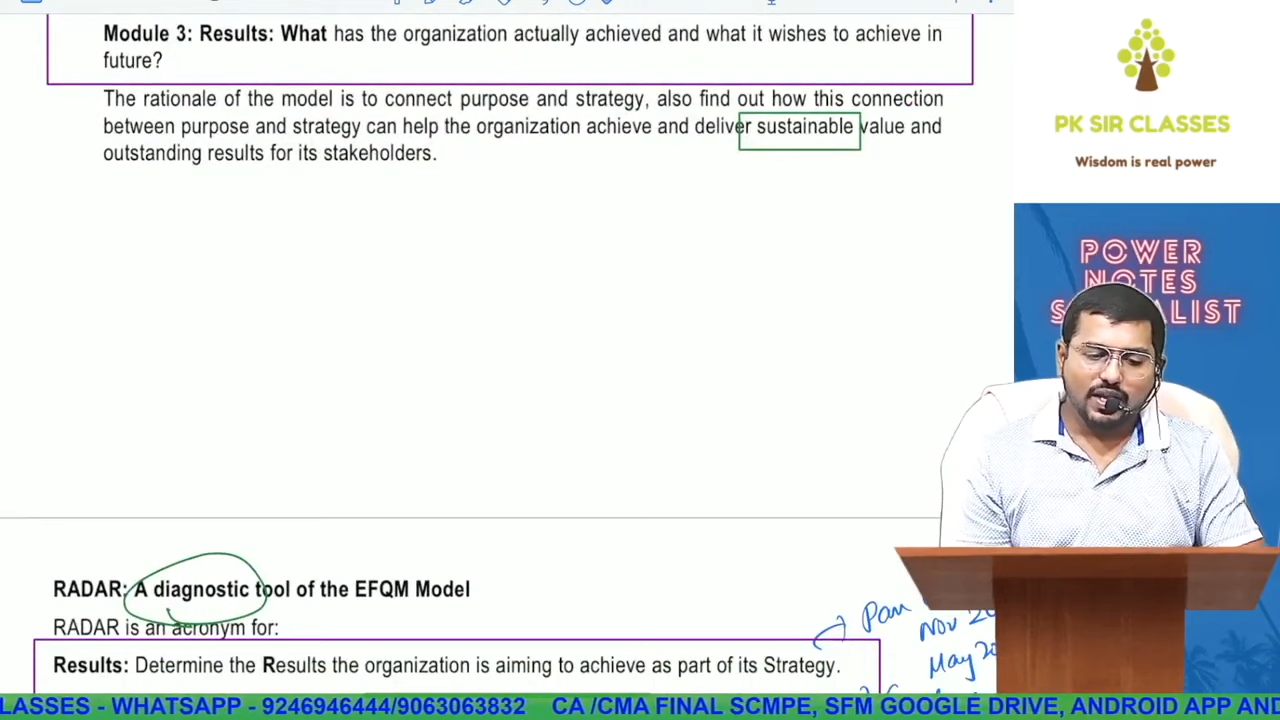 Module 3: Results: What has the organization actually achieved and what it wishes to achieve in
future?
The rationale of the model is to connect purpose and strategy, also find out how this connection
between purpose and strategy can help the organization achieve and deliver sustainable value and
outstanding results for its stakeholders.
PK SIR CLASSES
Wisdom is real power
POWER
NOTES
RADAR: A diagnostic tool of the EFQM Model
RADAR is an acronym for:
Results: Determine the Results the organization is aiming to achieve as part of its Strategy.
Nov 20
May 20
LASSES - WHATSAPP - 9246946444/9063063832 CA /CMA FINAL SCMPE, SFM GOOGLE DRIVE, ANDROID APP AND